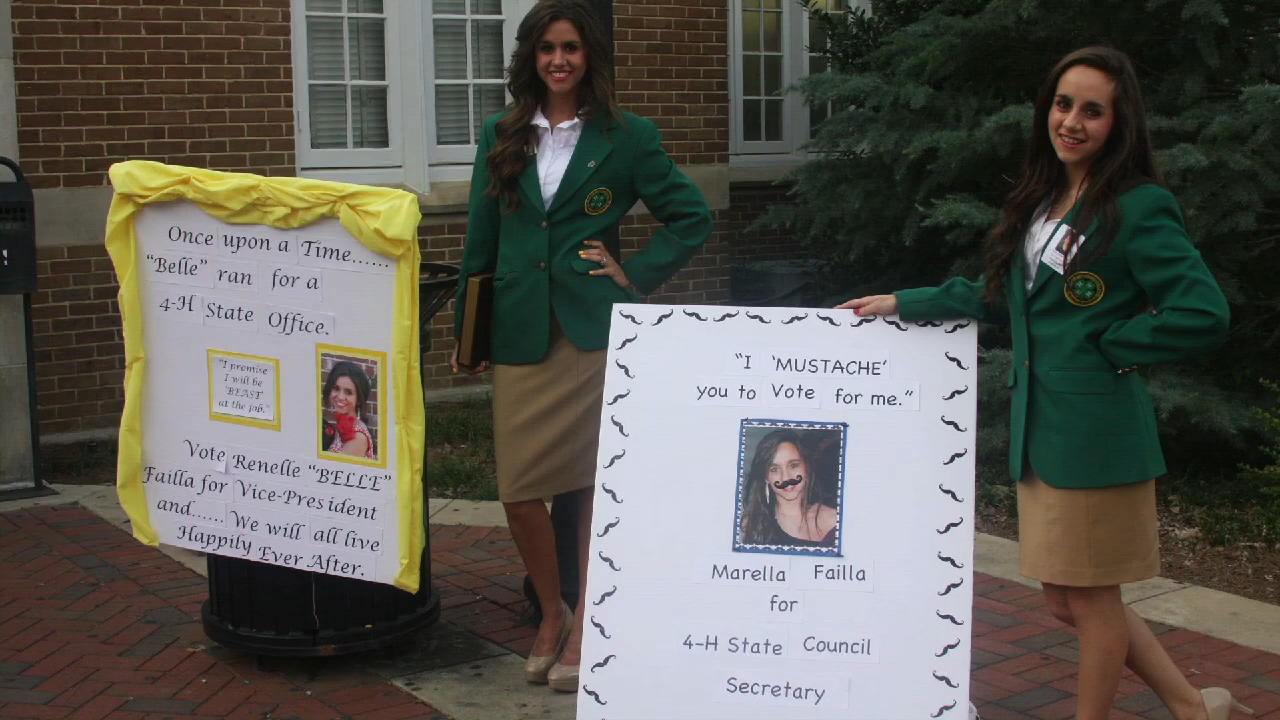 Once upon a Time......
"Belle" ran for a
4-H State Office.
"I promise
I will be
'BEAST'
at the job."
Vote Renelle "BELLE"
Failla for Vice-President
and...... We will all live
Happily Ever After.
"I 'MUSTACHE'
you to Vote for me."
Marella Failla
for
4-H State Council
Secretary